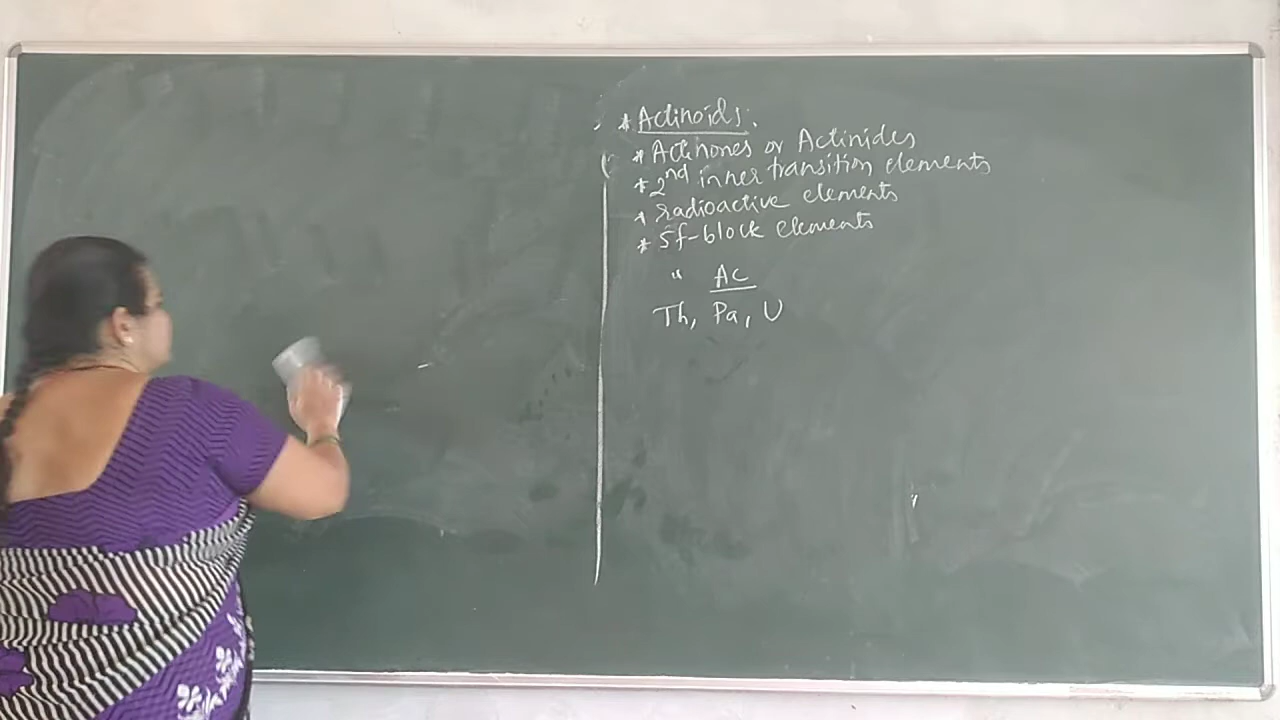 * Actinoids:
* Actinones or Actinides
* 2nd inner transition elements
* radioactive elements
* 5f-block elements
" Ac
Th, Pa, U